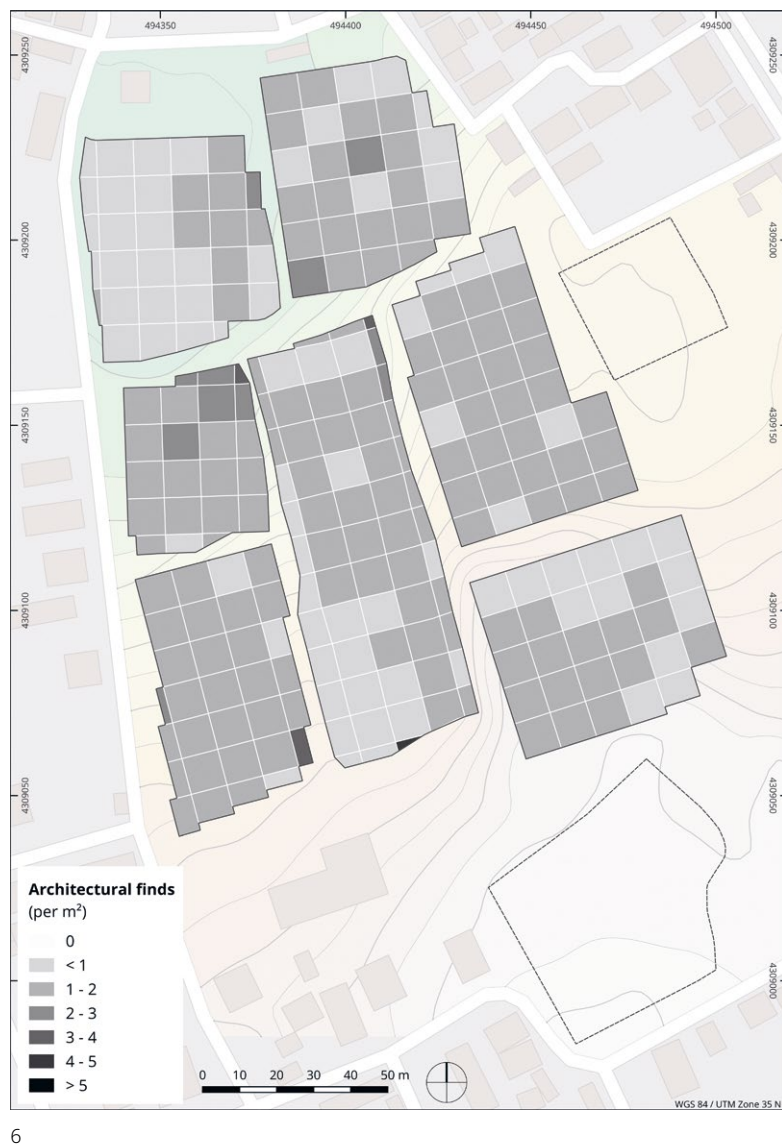 494350 494400 494450 494500
4309250 4309250
4309200 4309200
4309150 4309150
4309100 4309100
4309050 4309050
4309000
Architectural finds
(per m²)
0
< 1
1 - 2
2 - 3
3 - 4
4 - 5
> 5
0 10 20 30 40 50 m
WGS 84 / UTM Zone 35 N
6